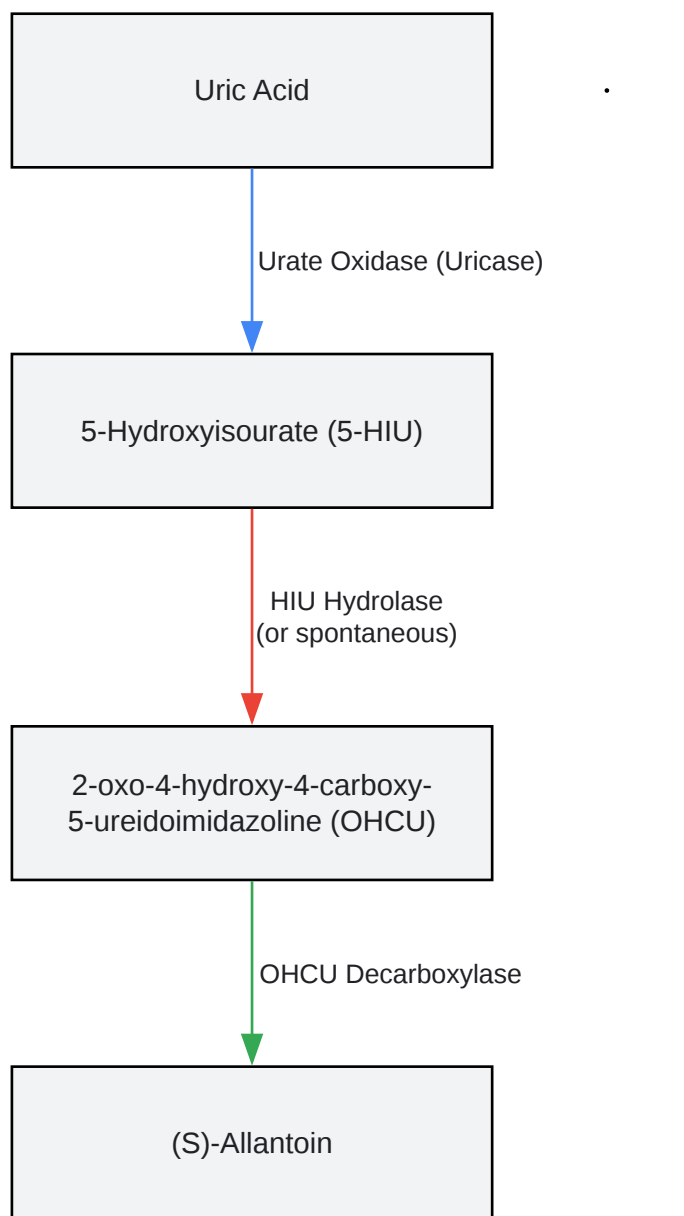 Uric Acid
Urate Oxidase (Uricase)
5-Hydroxyisourate (5-HIU)
HIU Hydrolase
(or spontaneous)
2-oxo-4-hydroxy-4-carboxy-
5-ureidoimidazoline (OHCU)
OHCU Decarboxylase
(S)-Allantoin